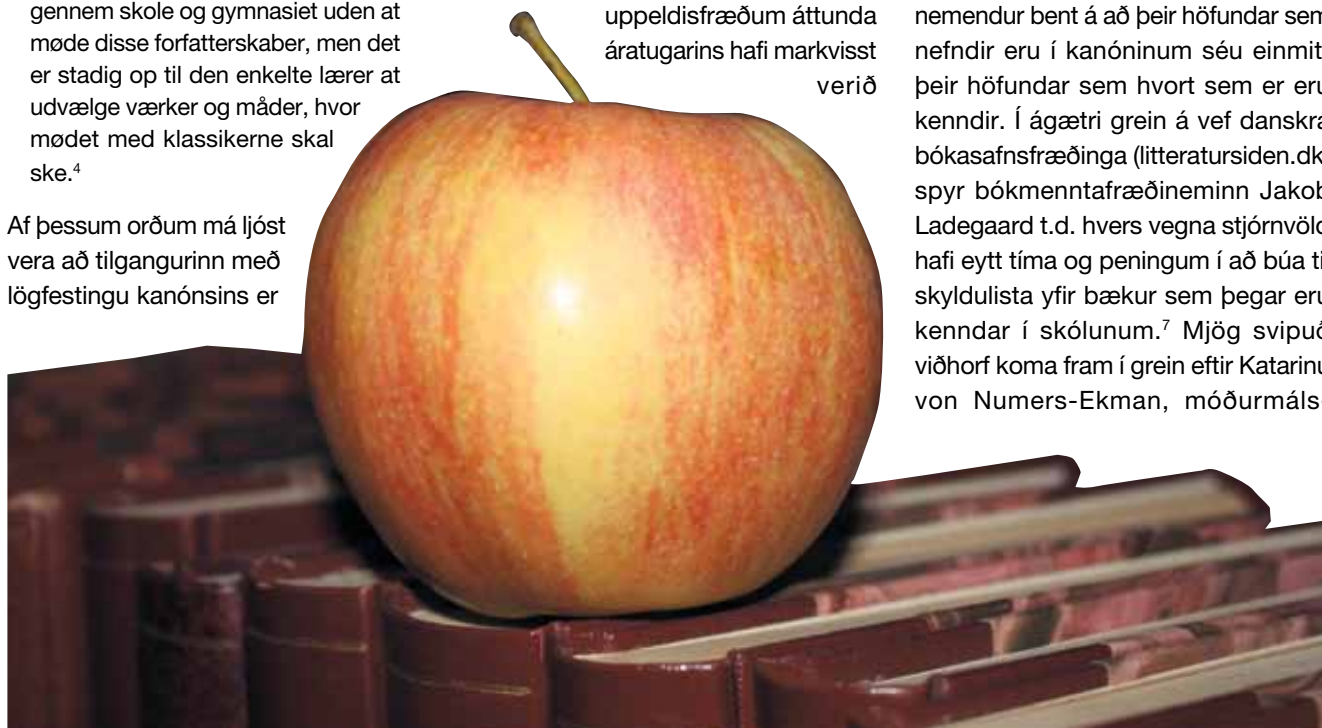 gennem skole og gymnasiet uden at
møde disse forfatterskaber, men det
er stadig op til den enkelte lærer at
udvælge værker og måder, hvor
mødet med klassikerne skal
ske.4
Af þessum orðum má ljóst
vera að tilgangurinn með
lögfestingu kanónsins er
uppeldisfræðum áttunda
áratugarins hafi markvisst
verið
nemendur bent á að þeir höfundar sem
nefndir eru í kanóninum séu
þeir höfundar sem hvort sem er eru
kenndir. Í ágætri grein á vef danskra
bókasafnsfræðinga (litteratursiden.dk
spyr bókmenntafræðineminn Jakob
Ladegaard t.d. hvers vegna stjórnvöld
hafi eytt tíma og peningum í að búa
skyldulista yfir bækur sem þegar eru
kenndar í skólunum.7 Mjög svipuð
viðhorf koma fram í grein eftir Katarinu
von Numers-Ekman, móðurmáls-